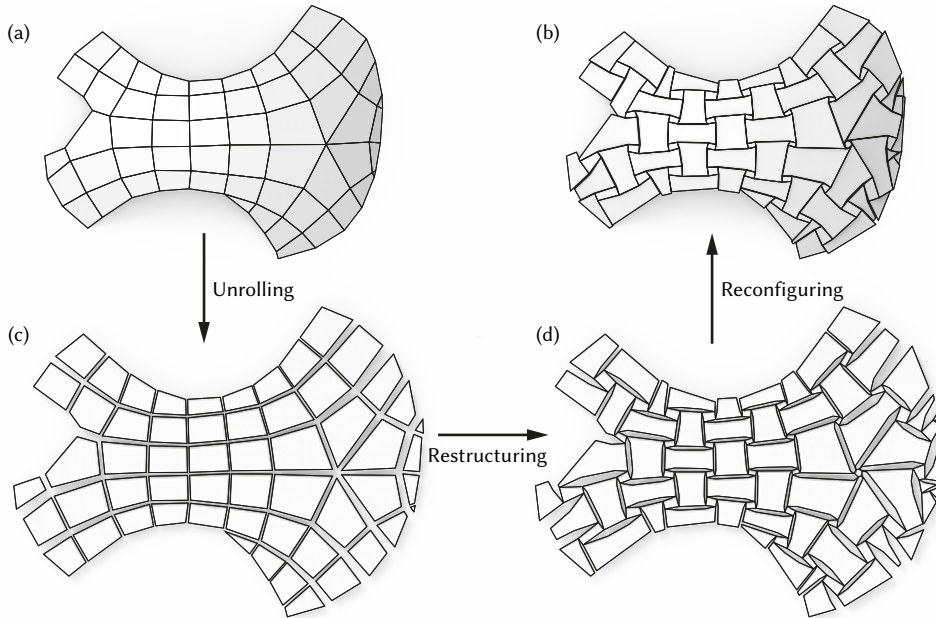 (a)
(b)
Unrolling
Reconfiguring
(c)
(d)
Restructuring